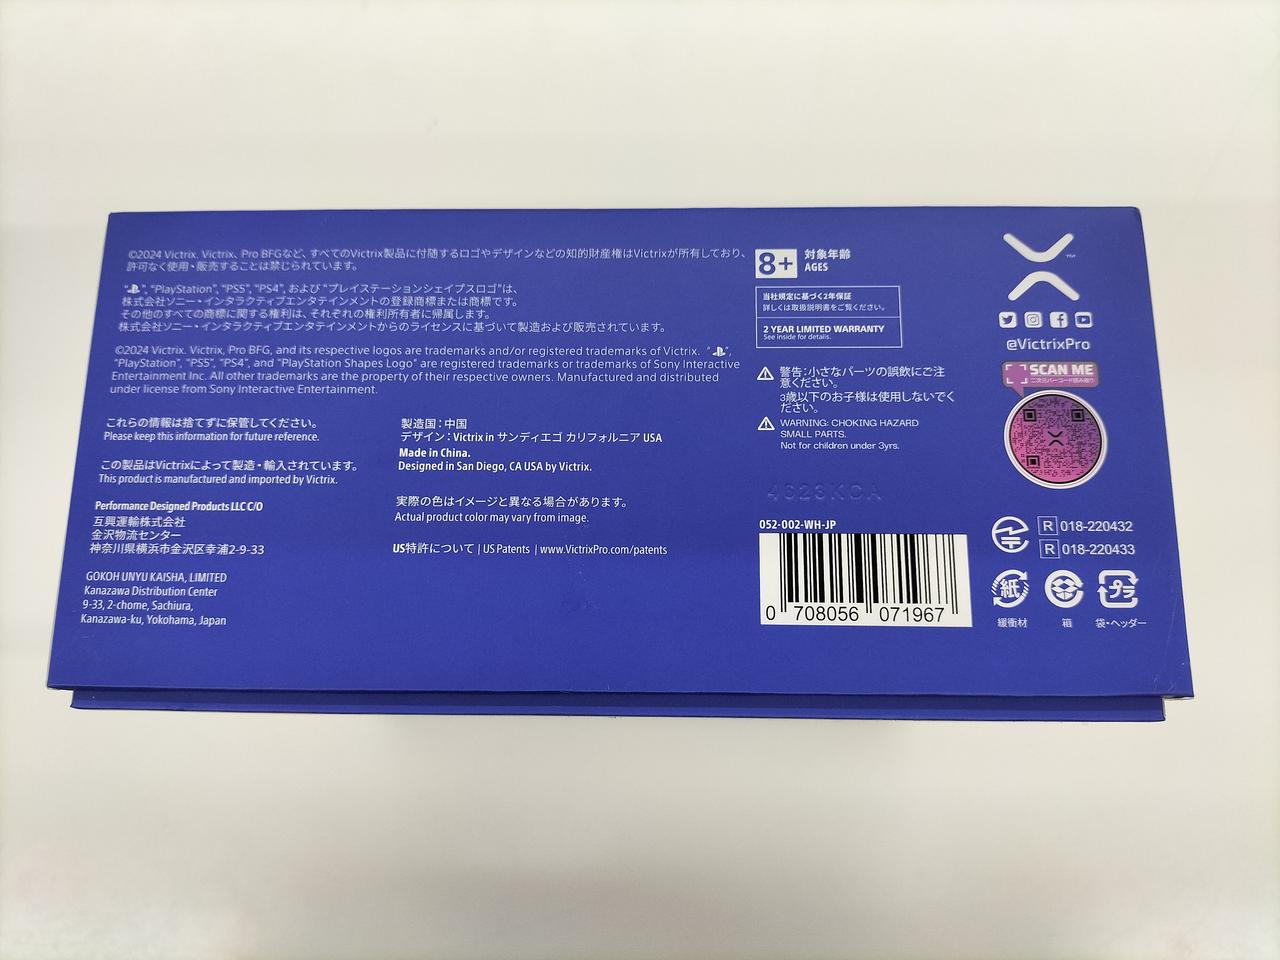 ©2024 Victrix. Victrix, Pro BFGなど、すべてのVictrix製品に付随するロゴやデザインなどの知的財産権はVictrixが所有しており、
許可なく使用・販売することは禁じられています。
" ", "PlayStation", "PS5", "PS4", および "プレイステーションシェイプスロゴ"は、
株式会社ソニー・インタラクティブエンタテインメントの登録商標または商標です。
その他のすべての商標に関する権利は、それぞれの権利所有者に帰属します。
株式会社ソニー・インタラクティブエンタテインメントからのライセンスに基づいて製造および販売されています。
©2024 Victrix. Victrix, Pro BFG, and its respective logos are trademarks and/or registered trademarks of Victrix. " ",
"PlayStation", "PS5", "PS4", and "PlayStation Shapes Logo" are registered trademarks or trademarks of Sony Interactive
Entertainment Inc. All other trademarks are the property of their respective owners. Manufactured and distributed
under license from Sony Interactive Entertainment.
これらの情報は捨てずに保管してください。
Please keep this information for future reference.
この製品はVictrixによって製造・輸入されています。
This product is manufactured and imported by Victrix.
Performance Designed Products LLC C/O
互興運輸株式会社
金沢物流センター
神奈川県横浜市金沢区幸浦2-9-33
GOKOH UNYU KAISHA, LIMITED
Kanazawa Distribution Center
9-33, 2-chome, Sachiura,
Kanazawa-ku, Yokohama, Japan
製造国：中国
デザイン：Victrix in サンディエゴ カリフォルニア USA
Made in China.
Designed in San Diego, CA USA by Victrix.
実際の色はイメージと異なる場合があります。
Actual product color may vary from image.
US特許について | US Patents | www.VictrixPro.com/patents
8+ 対象年齢
AGES
当社規定に基づく2年保証
詳しくは取扱説明書をご覧ください。
2 YEAR LIMITED WARRANTY
See inside for details.
警告：小さなパーツの誤飲にご注
意ください。
3歳以下のお子様は使用しないでく
ださい。
WARNING: CHOKING HAZARD
SMALL PARTS.
Not for children under 3yrs.
4623KCA
052-002-WH-JP
0 708056 071967
TM
@VictrixPro
SCAN ME
二次元バーコード読み取り
R 018-220432
R 018-220433
紙
プラ
緩衝材
箱
袋・ヘッダー